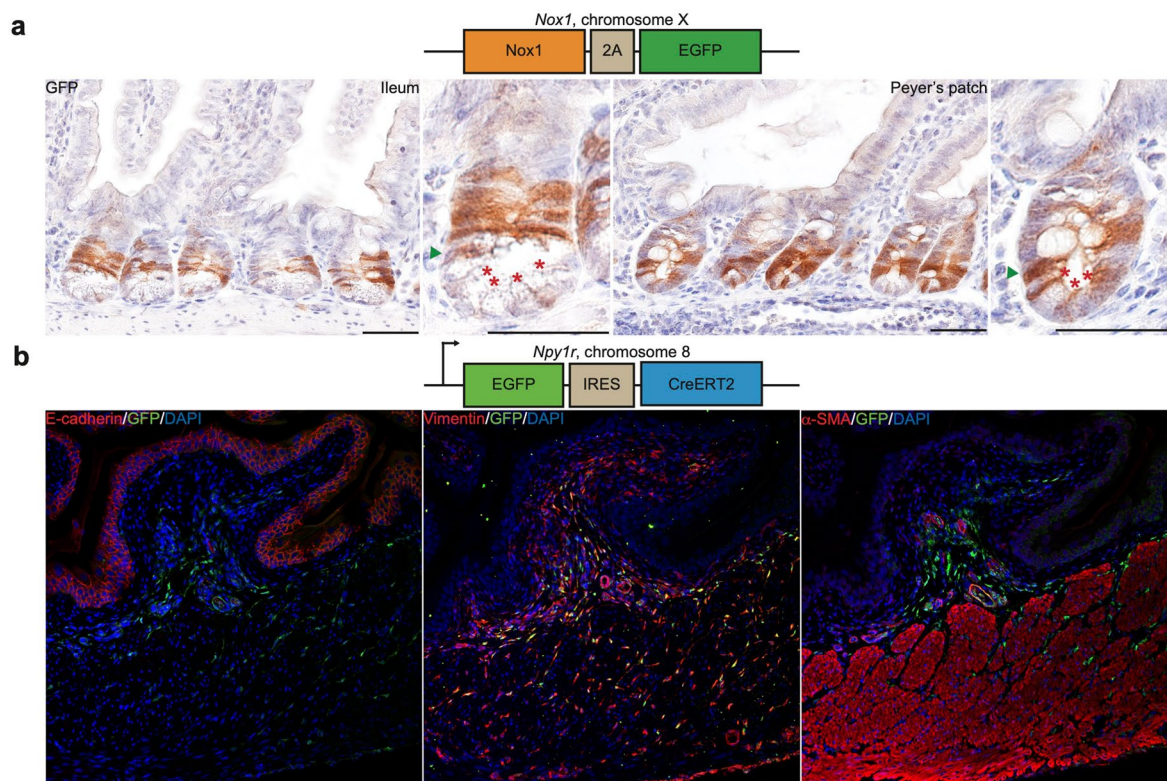 a
Nox1, chromosome X
Nox1 2A EGFP
GFP Ileum Peyer's patch
* * * *
* * *
b
Npy1r, chromosome 8
EGFP IRES CreERT2
E-cadherin/GFP/DAPI Vimentin/GFP/DAPI α-SMA/GFP/DAPI